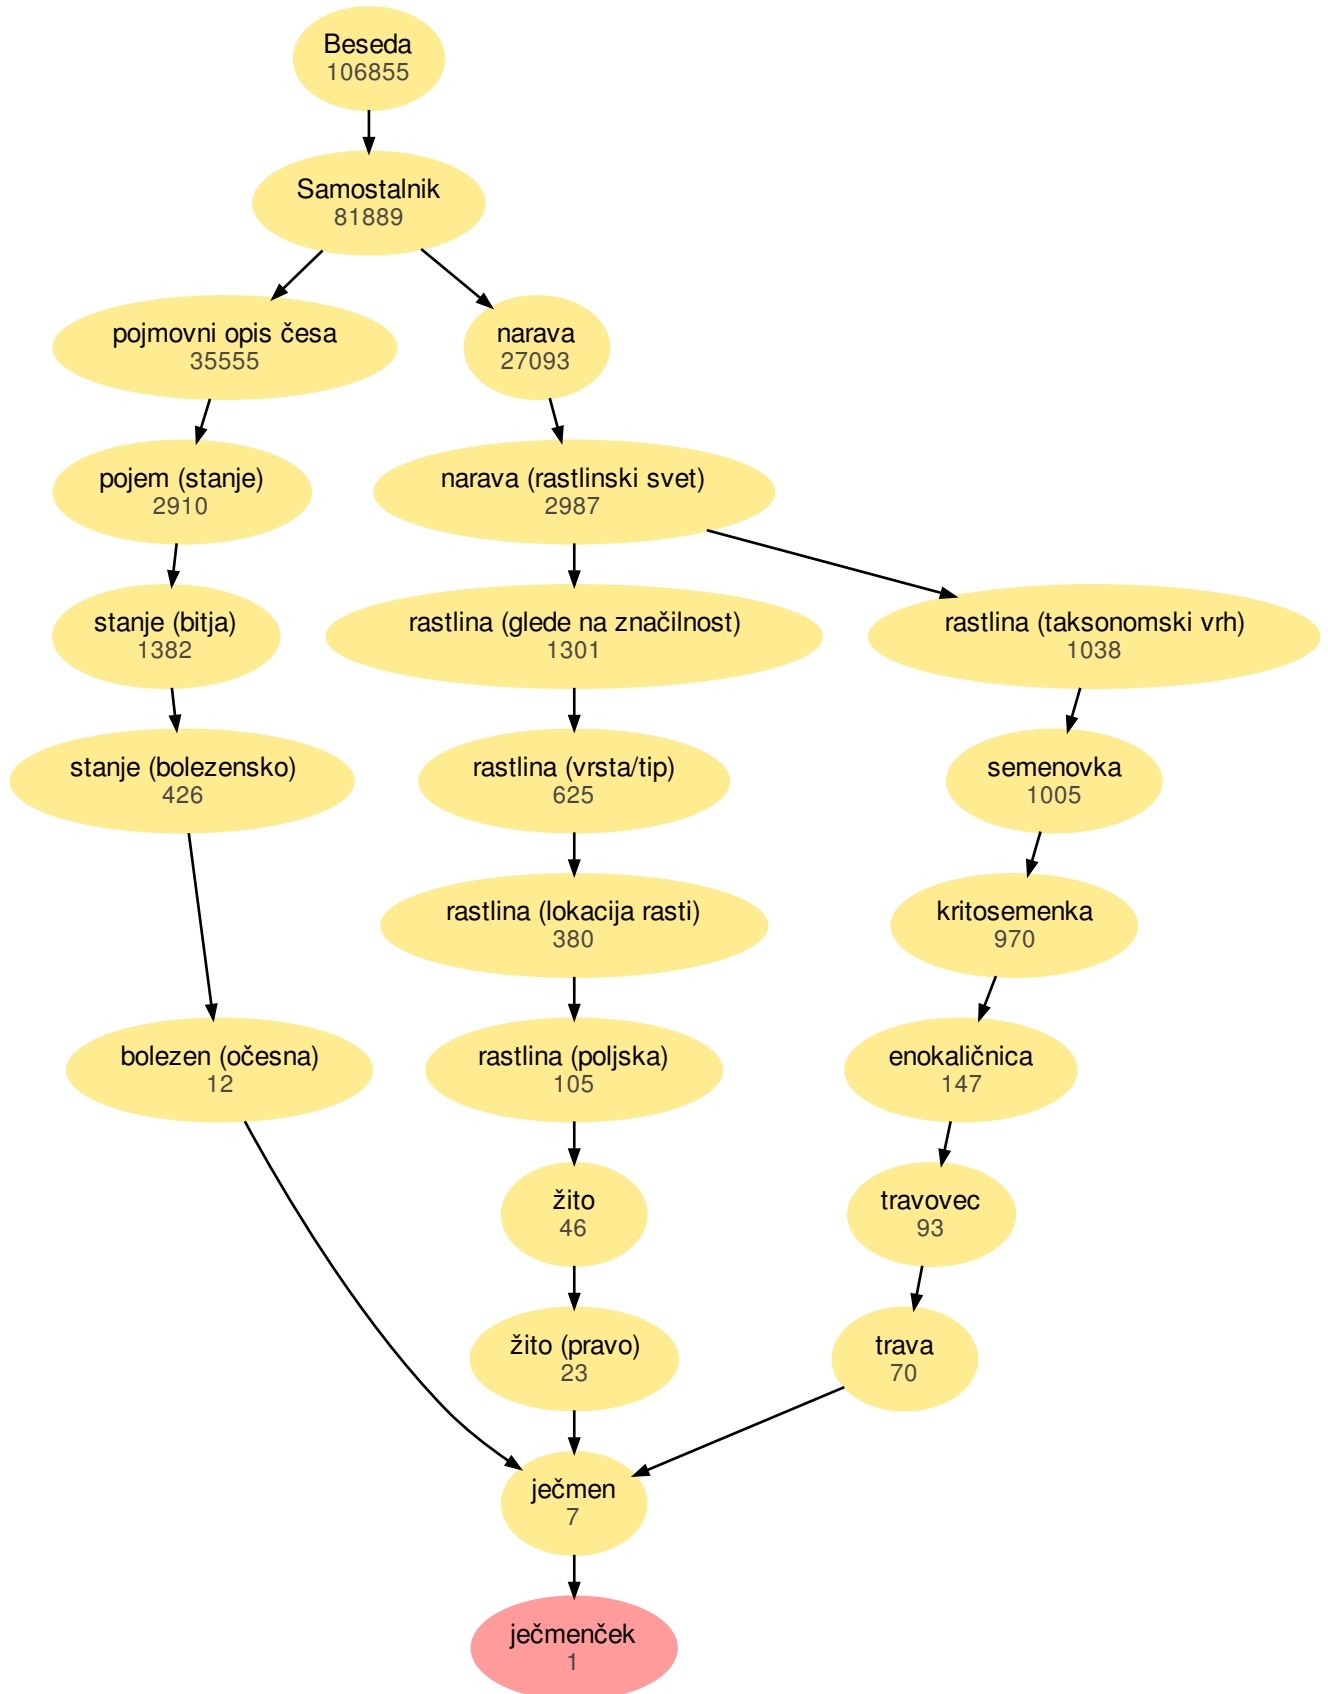 Beseda
106855
Samostalnik
81889
pojmovni opis česa
35555
narava
27093
pojem (stanje)
2910
narava (rastlinski svet)
2987
stanje (bitja)
1382
rastlina (glede na značilnost)
1301
rastlina (taksonomski vrh)
1038
stanje (bolezensko)
426
rastlina (vrsta/tip)
625
semenovka
1005
rastlina (lokacija rasti)
380
kritosemenka
970
bolezen (očesna)
12
rastlina (poljska)
105
enokaličnica
147
žito
46
travovec
93
žito (pravo)
23
trava
70
ječmen
7
ječmenček
1